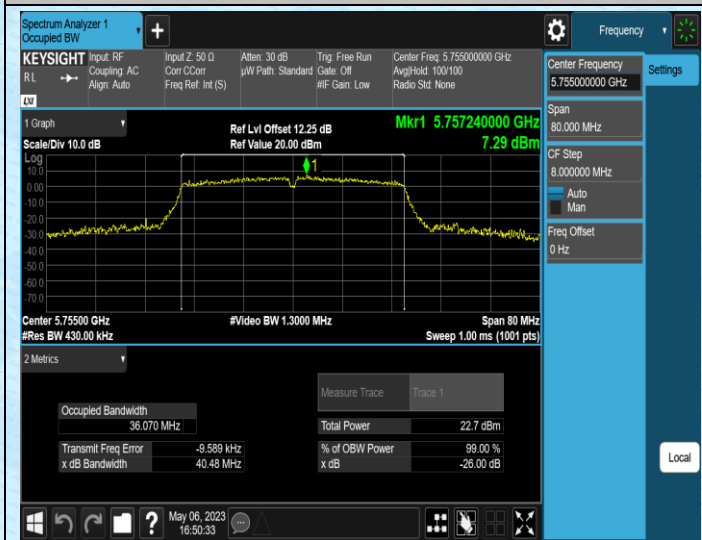 Spectrum Analyzer 1
Occupied BW
Frequency
KEYSIGHT
RL
LXI
Input: RF
Coupling: AC
Align: Auto
Input Z: 50 Ω
Corr CCorr
Freq Ref: Int (S)
Atten: 30 dB
µW Path: Standard
Trig: Free Run
Gate: Off
#IF Gain: Low
Center Freq: 5.755000000 GHz
Avg|Hold: 100/100
Radio Std: None
Center Frequency
5.755000000 GHz
Settings
Span
80.000 MHz
CF Step
8.000000 MHz
Auto
Man
Freq Offset
0 Hz
1 Graph
Scale/Div 10.0 dB
Ref Lvl Offset 12.25 dB
Ref Value 20.00 dBm
Mkr1 5.757240000 GHz
7.29 dBm
Log
10.0
0.00
-10.0
-20.0
-30.0
-40.0
-50.0
-60.0
-70.0
1
Center 5.75500 GHz
#Res BW 430.00 kHz
#Video BW 1.3000 MHz
Span 80 MHz
Sweep 1.00 ms (1001 pts)
2 Metrics
Measure Trace
Trace 1
Occupied Bandwidth
36.070 MHz
Total Power
22.7 dBm
Transmit Freq Error
-9.589 kHz
% of OBW Power
99.00 %
x dB Bandwidth
40.48 MHz
x dB
-26.00 dB
Local
?
May 06, 2023
16:50:33